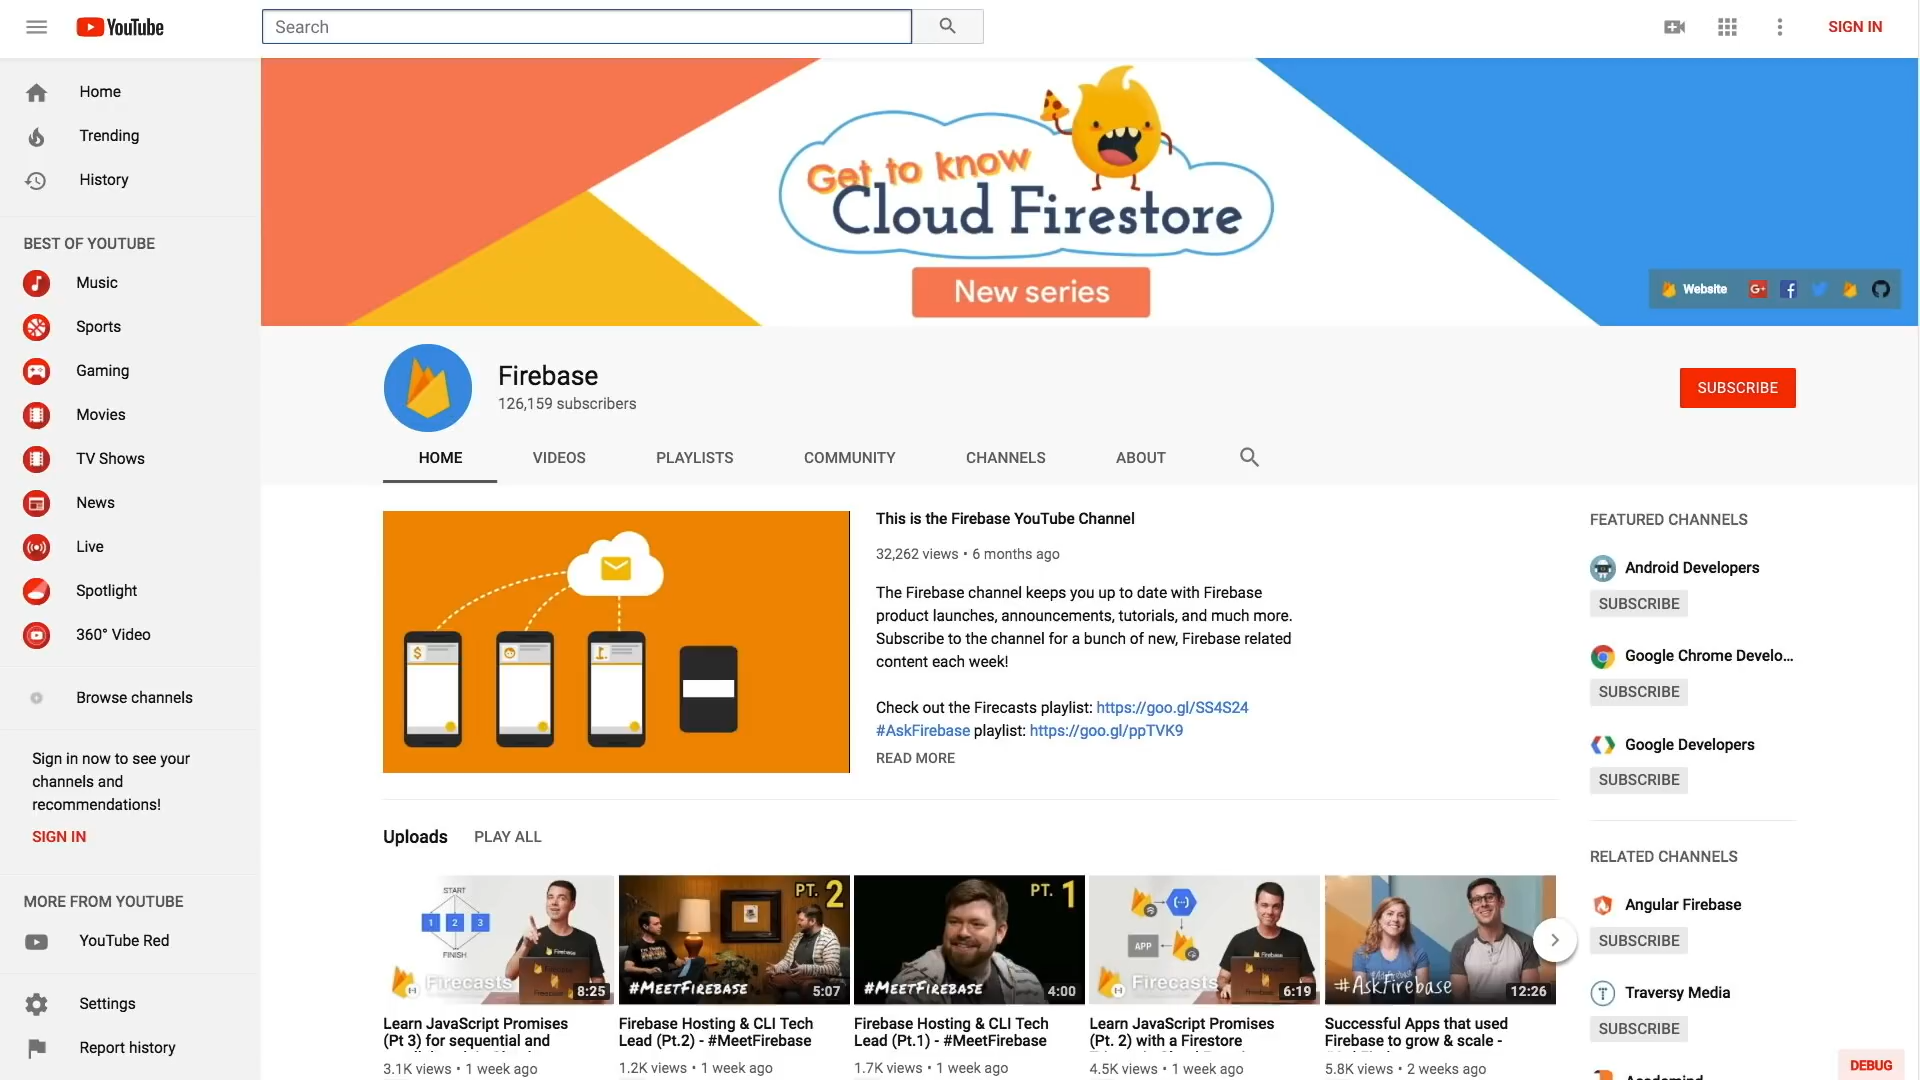 YouTube
Search
SIGN IN
Home
Trending
History
BEST OF YOUTUBE
Music
Sports
Gaming
Movies
TV Shows
News
Live
Spotlight
360° Video
Browse channels
Sign in now to see your
channels and
recommendations!
SIGN IN
MORE FROM YOUTUBE
YouTube Red
Settings
Report history
Get to know
Cloud Firestore
New series
Website
G+
Firebase
126,159 subscribers
SUBSCRIBE
HOME
VIDEOS
PLAYLISTS
COMMUNITY
CHANNELS
ABOUT
This is the Firebase YouTube Channel
32,262 views • 6 months ago
The Firebase channel keeps you up to date with Firebase
product launches, announcements, tutorials, and much more.
Subscribe to the channel for a bunch of new, Firebase related
content each week!
Check out the Firecasts playlist: https://goo.gl/SS4S24
#AskFirebase playlist: https://goo.gl/ppTVK9
READ MORE
Uploads PLAY ALL
START
1 2 3
FINISH
Firecasts
8:25
Learn JavaScript Promises
(Pt 3) for sequential and
3.1K views • 1 week ago
PT. 2
#MEETFIREBASE
5:07
Firebase Hosting & CLI Tech
Lead (Pt.2) - #MeetFirebase
1.2K views • 1 week ago
PT. 1
#MEETFIREBASE
4:00
Firebase Hosting & CLI Tech
Lead (Pt.1) - #MeetFirebase
1.7K views • 1 week ago
APP
Firecasts
6:19
Learn JavaScript Promises
(Pt. 2) with a Firestore
4.5K views • 1 week ago
#AskFirebase
12:26
Successful Apps that used
Firebase to grow & scale -
5.8K views • 2 weeks ago
FEATURED CHANNELS
Android Developers
SUBSCRIBE
Google Chrome Develo...
SUBSCRIBE
Google Developers
SUBSCRIBE
RELATED CHANNELS
Angular Firebase
SUBSCRIBE
Traversy Media
SUBSCRIBE
DEBUG